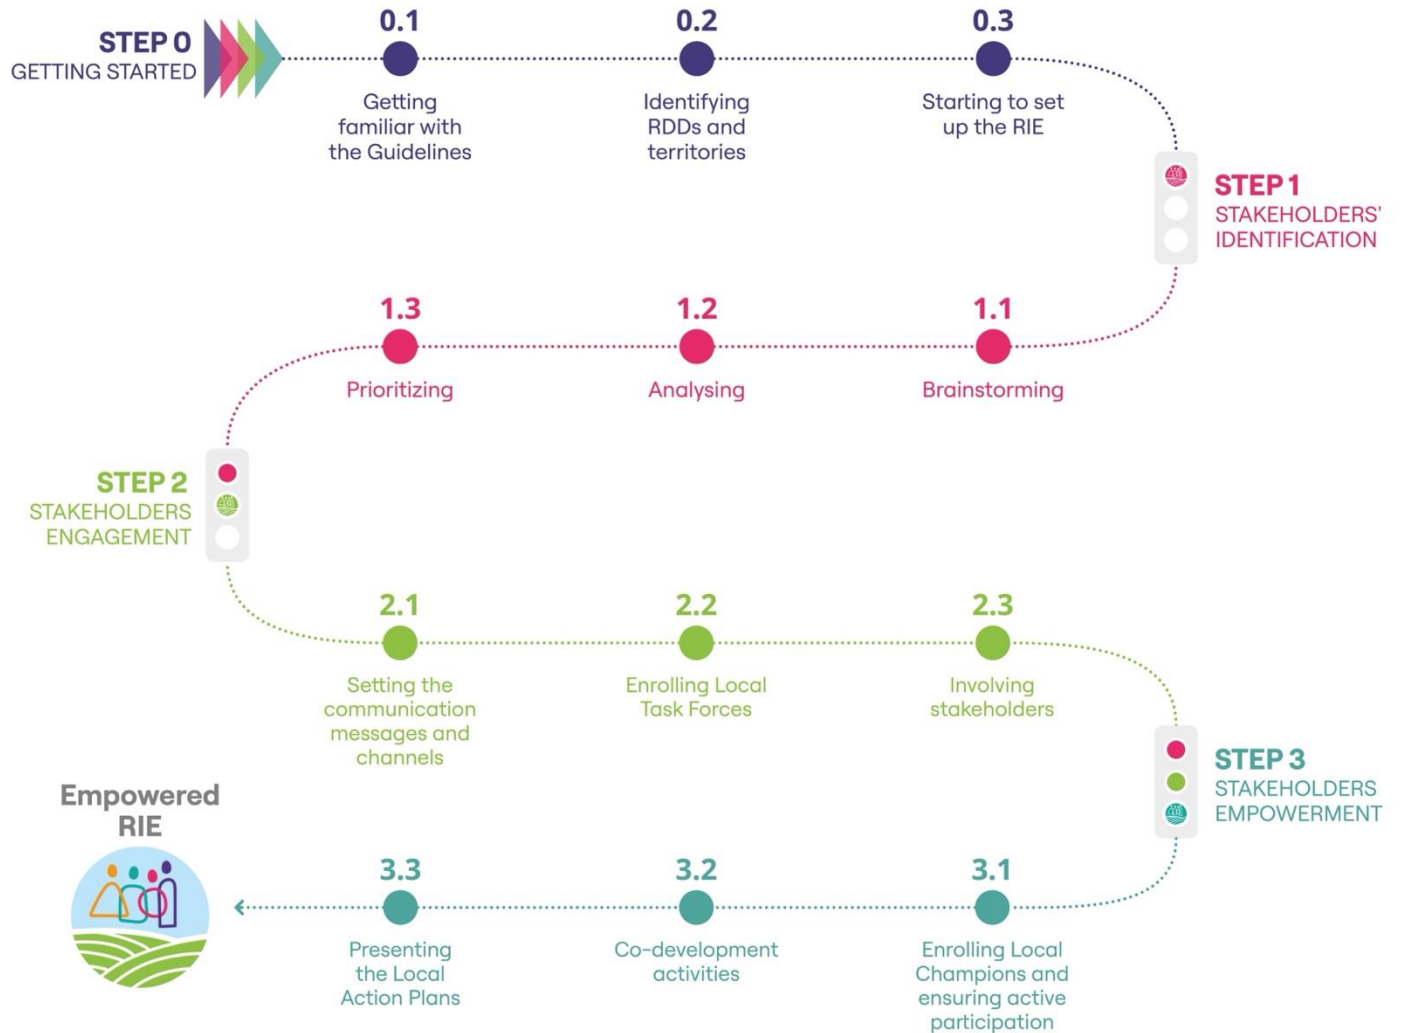 STEP 0
GETTING STARTED
0.1
Getting
familiar with
the Guidelines
0.2
Identifying
RDDs and
territories
0.3
Starting to set
up the RIE
STEP 1
STAKEHOLDERS'
IDENTIFICATION
1.1
Brainstorming
1.2
Analysing
1.3
Prioritizing
STEP 2
STAKEHOLDERS
ENGAGEMENT
2.1
Setting the
communication
messages and
channels
2.2
Enrolling Local
Task Forces
2.3
Involving
stakeholders
STEP 3
STAKEHOLDERS
EMPOWERMENT
3.1
Enrolling Local
Champions and
ensuring active
participation
3.2
Co-development
activities
3.3
Presenting
the Local
Action Plans
Empowered
RIE